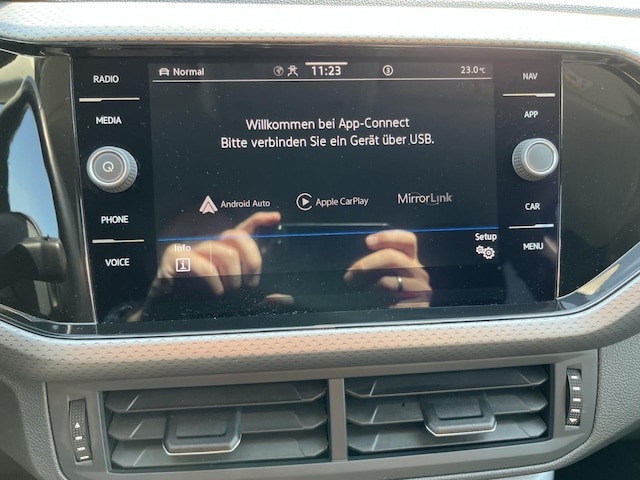 RADIO
MEDIA
PHONE
VOICE
Normal 11:23 3 23.0°C
Willkommen bei App-Connect
Bitte verbinden Sie ein Gerät über USB.
Android Auto Apple CarPlay MirrorLink
Info Setup
i
NAV
APP
CAR
MENU